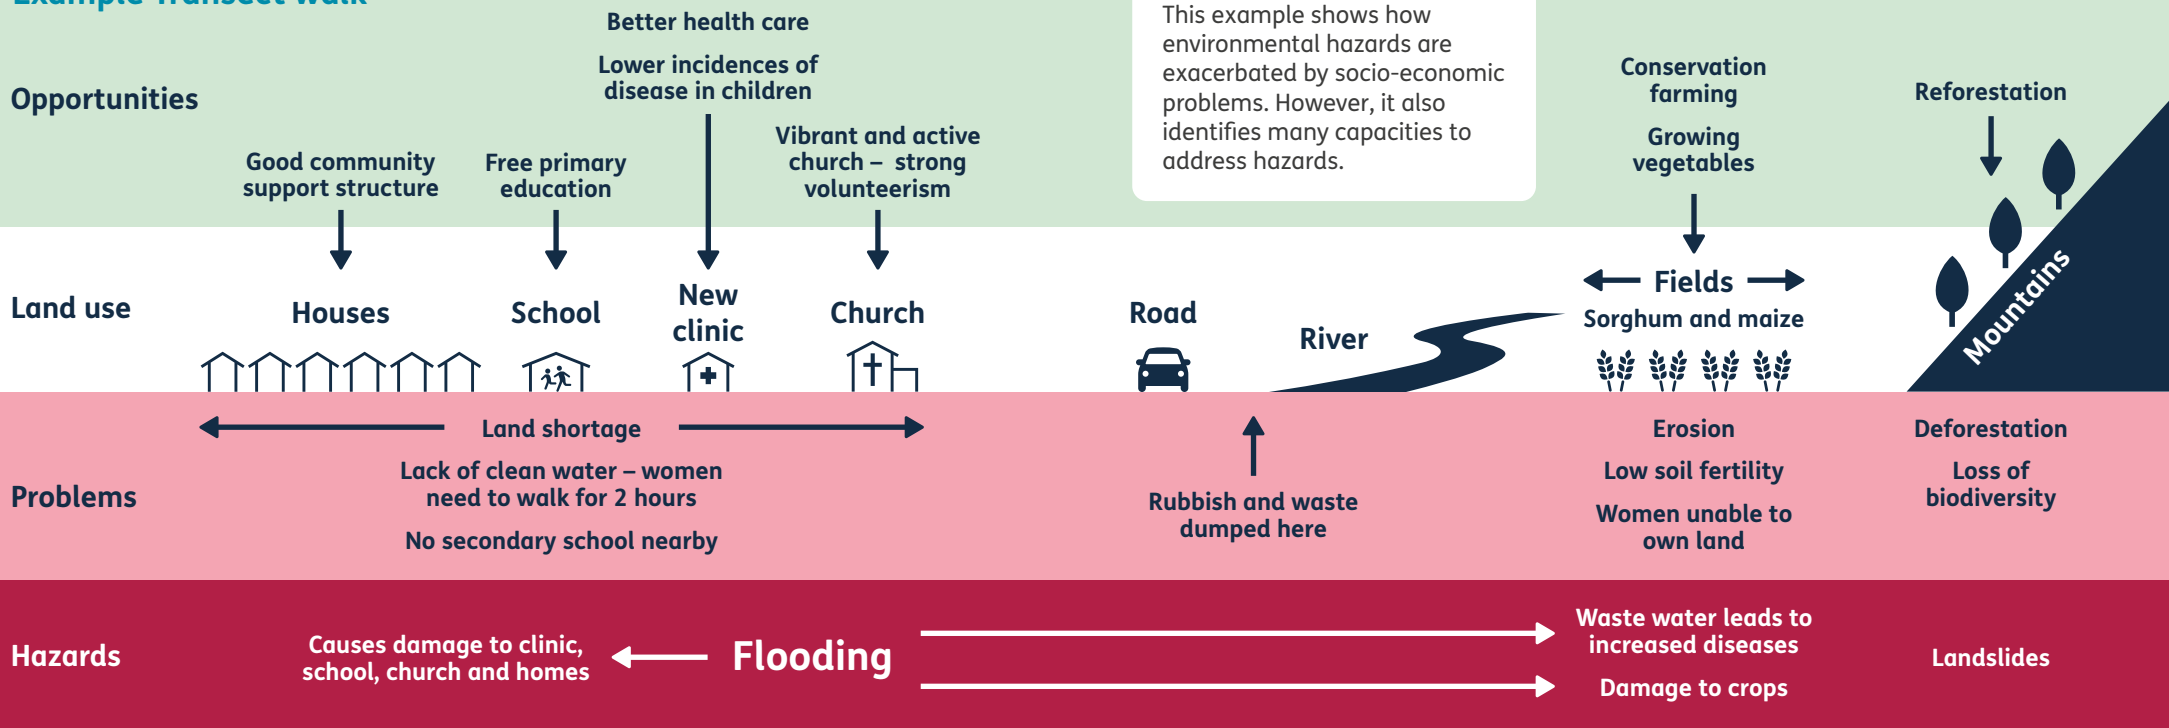 Example Transect walk
Better health care
Lower incidences of
disease in children
This example shows how
environmental hazards are
exacerbated by socio-economic
problems. However, it also
identifies many capacities to
address hazards.
Opportunities
Good community
support structure
Free primary
education
Vibrant and active
church – strong
volunteerism
Conservation
farming
Growing
vegetables
Reforestation
Land use
Houses
School
New
clinic
Church
Road
River
Fields
Sorghum and maize
Mountains
Problems
Land shortage
Lack of clean water – women
need to walk for 2 hours
No secondary school nearby
Rubbish and waste
dumped here
Erosion
Low soil fertility
Women unable to
own land
Deforestation
Loss of
biodiversity
Hazards
Causes damage to clinic,
school, church and homes
Flooding
Waste water leads to
increased diseases
Damage to crops
Landslides